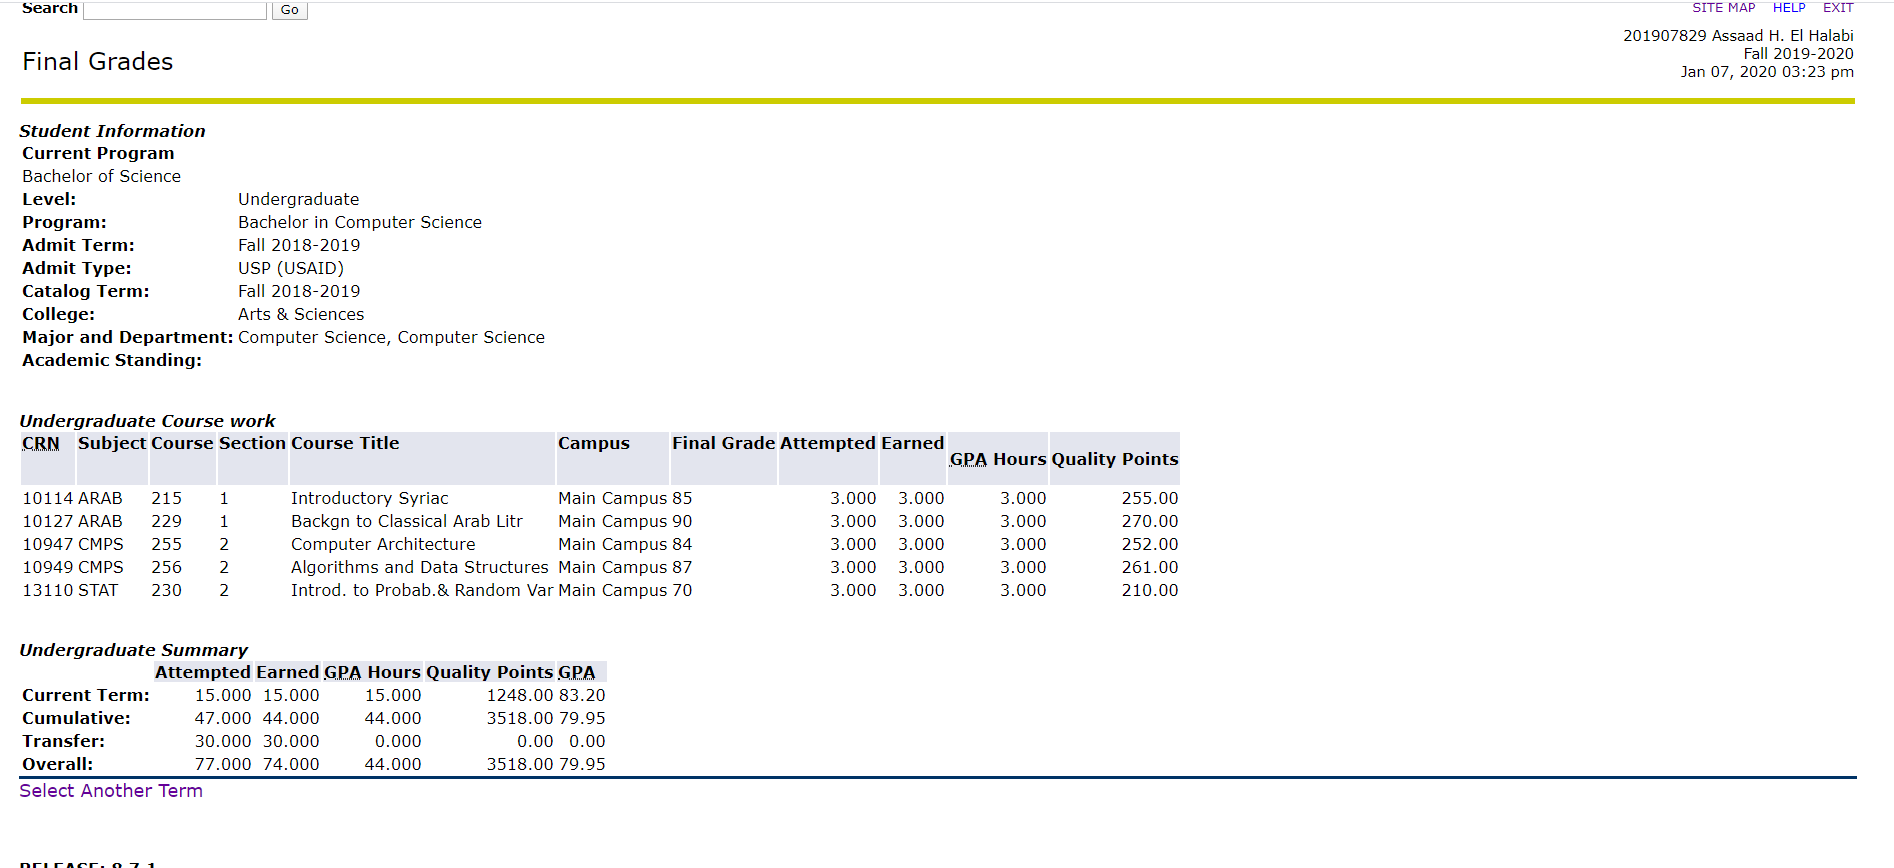 Search Go SITE MAP HELP EXIT
201907829 Assaad H. El Halabi
Fall 2019-2020
Jan 07, 2020 03:23 pm
Final Grades
Student Information
Current Program
Bachelor of Science
Level: Undergraduate
Program: Bachelor in Computer Science
Admit Term: Fall 2018-2019
Admit Type: USP (USAID)
Catalog Term: Fall 2018-2019
College: Arts & Sciences
Major and Department: Computer Science, Computer Science
Academic Standing:
Undergraduate Course work
CRN Subject Course Section Course Title Campus Final Grade Attempted Earned GPA Hours Quality Points
10114 ARAB 215 1 Introductory Syriac Main Campus 85 3.000 3.000 3.000 255.00
10127 ARAB 229 1 Backgn to Classical Arab Litr Main Campus 90 3.000 3.000 3.000 270.00
10947 CMPS 255 2 Computer Architecture Main Campus 84 3.000 3.000 3.000 252.00
10949 CMPS 256 2 Algorithms and Data Structures Main Campus 87 3.000 3.000 3.000 261.00
13110 STAT 230 2 Introd. to Probab.& Random Var Main Campus 70 3.000 3.000 3.000 210.00
Undergraduate Summary
Attempted Earned GPA Hours Quality Points GPA
Current Term: 15.000 15.000 15.000 1248.00 83.20
Cumulative: 47.000 44.000 44.000 3518.00 79.95
Transfer: 30.000 30.000 0.000 0.00 0.00
Overall: 77.000 74.000 44.000 3518.00 79.95
Select Another Term
RELEASE: 8.7.1